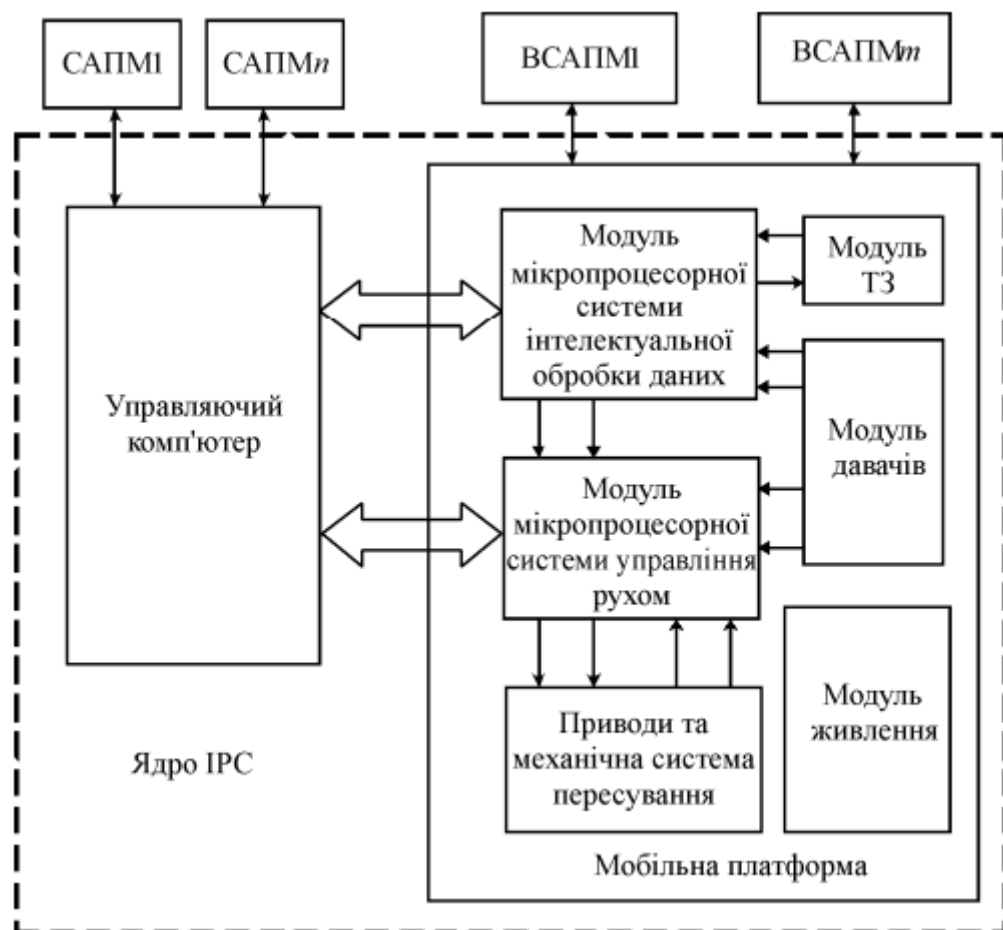 САПМ1
САПМn
ВСАПМ1
ВСАПМm
Модуль
мікропроцесорної
системи
інтелектуальної
обробки даних
Модуль
ТЗ
Управляючий
комп'ютер
Модуль
давачів
Модуль
мікропроцесорної
системи управління
рухом
Приводи та
механічна система
пересування
Модуль
живлення
Ядро ІРС
Мобільна платформа